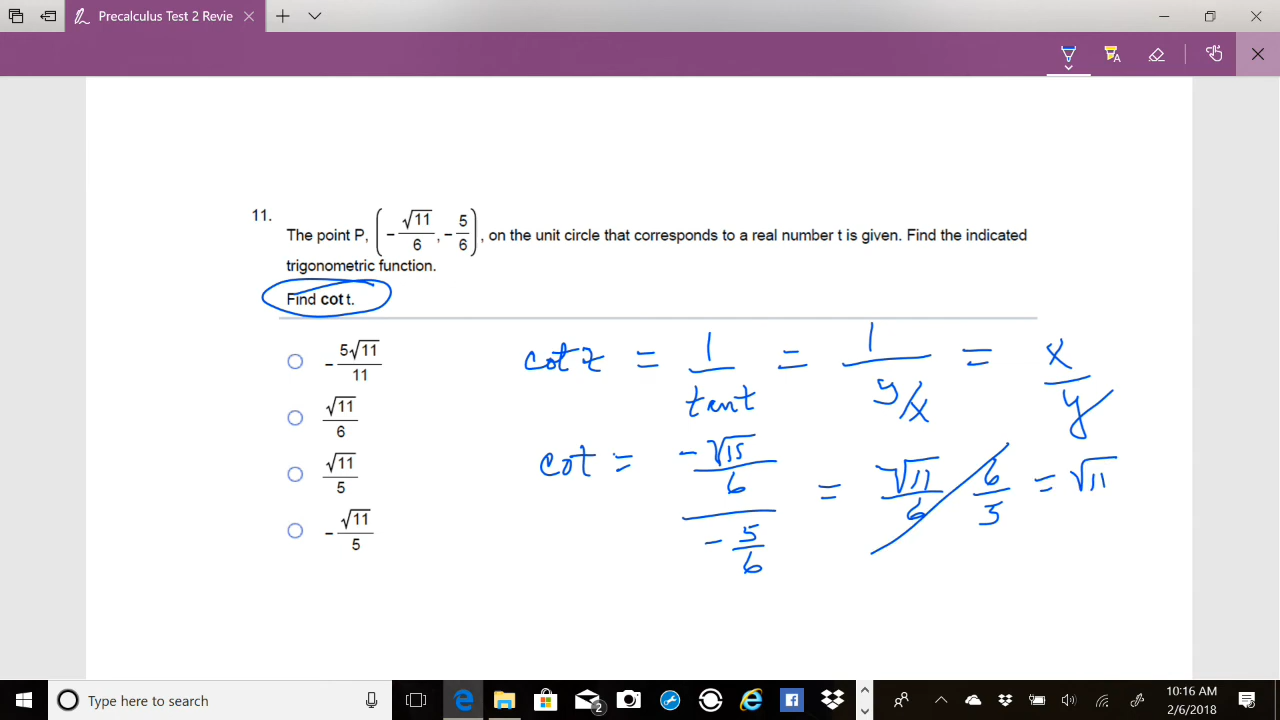 Precalculus Test 2 Revie
11.
The point P, (-√11/6, -5/6), on the unit circle that corresponds to a real number t is given. Find the indicated
trigonometric function.
Find cot t.
-5√11/11
√11/6
√11/5
-√11/5
cot t = 1/tant = 1/y/x = x/y
cot = -√15/6 / -5/6 = √11/6 6/5 = √11
Type here to search
2
10:16 AM
2/6/2018